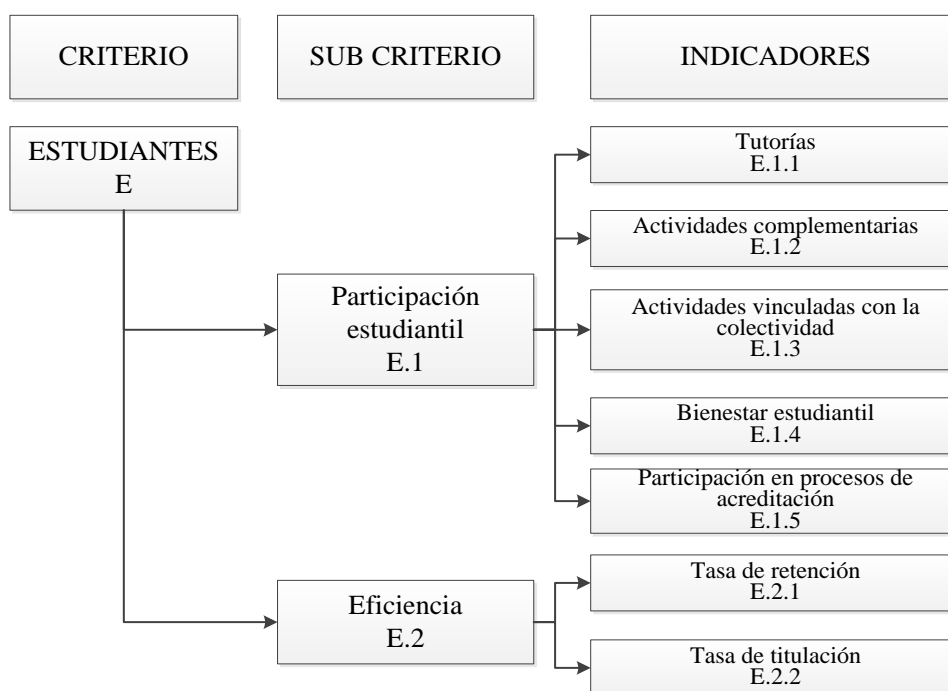 CRITERIO
SUB CRITERIO
INDICADORES
ESTUDIANTES
E
Participación
estudiantil
E.1
Tutorías
E.1.1
Actividades complementarias
E.1.2
Actividades vinculadas con la
colectividad
E.1.3
Bienestar estudiantil
E.1.4
Participación en procesos de
acreditación
E.1.5
Eficiencia
E.2
Tasa de retención
E.2.1
Tasa de titulación
E.2.2